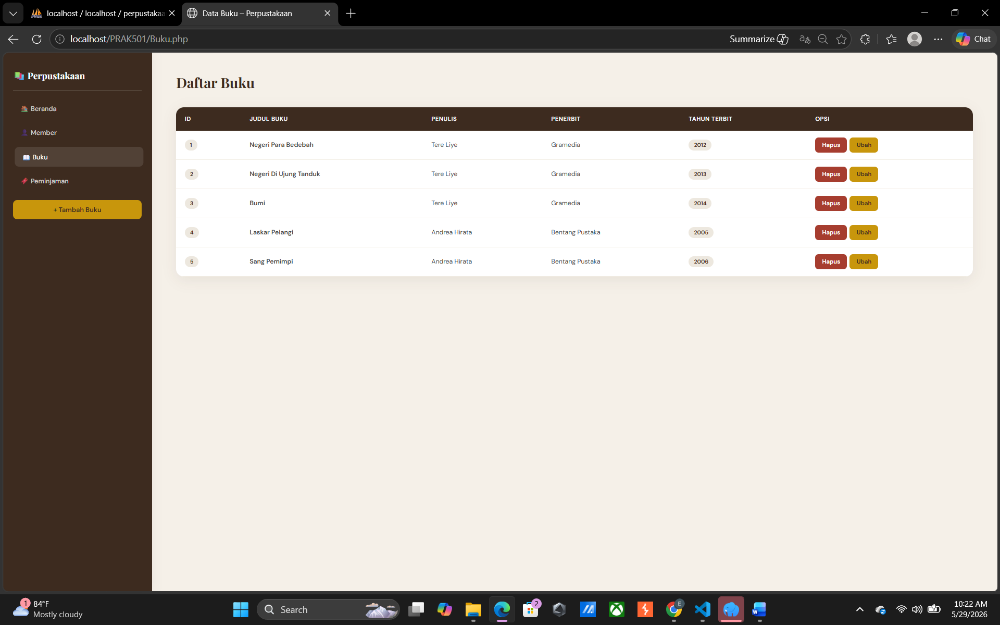 localhost / localhost / perpustakaa
Data Buku – Perpustakaan
localhost/PRAK501/Buku.php
Summarize
Chat
Perpustakaan
Beranda
Member
Buku
Peminjaman
+ Tambah Buku
Daftar Buku
ID JUDUL BUKU PENULIS PENERBIT TAHUN TERBIT OPSI
1 Negeri Para Bedebah Tere Liye Gramedia 2012 Hapus Ubah
2 Negeri Di Ujung Tanduk Tere Liye Gramedia 2013 Hapus Ubah
3 Bumi Tere Liye Gramedia 2014 Hapus Ubah
4 Laskar Pelangi Andrea Hirata Bentang Pustaka 2005 Hapus Ubah
5 Sang Pemimpi Andrea Hirata Bentang Pustaka 2006 Hapus Ubah
1
84°F
Mostly cloudy
Search
2
E
10:22 AM
5/29/2026